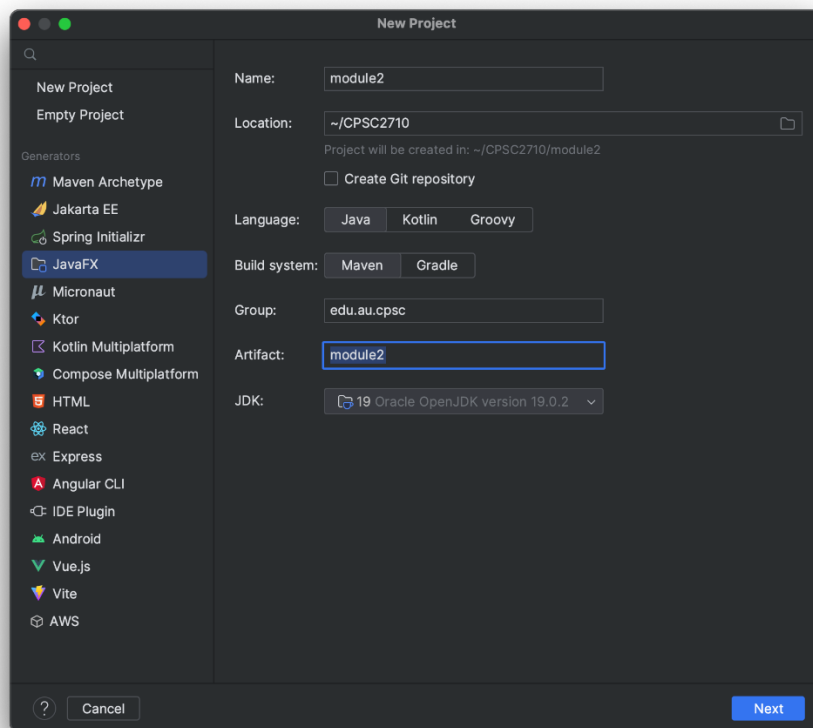 New Project
New Project
Empty Project
Generators
m Maven Archetype
Jakarta EE
Spring Initializr
JavaFX
μ Micronaut
Ktor
Kotlin Multiplatform
Compose Multiplatform
5 HTML
React
ex Express
A Angular CLI
IDE Plugin
Android
Vue.js
Vite
AWS
Name: module2
Location: ~/CPSC2710
Project will be created in: ~/CPSC2710/module2
Create Git repository
Language: Java Kotlin Groovy
Build system: Maven Gradle
Group: edu.au.cpsc
Artifact: module2
JDK: 19 Oracle OpenJDK version 19.0.2
? Cancel Next